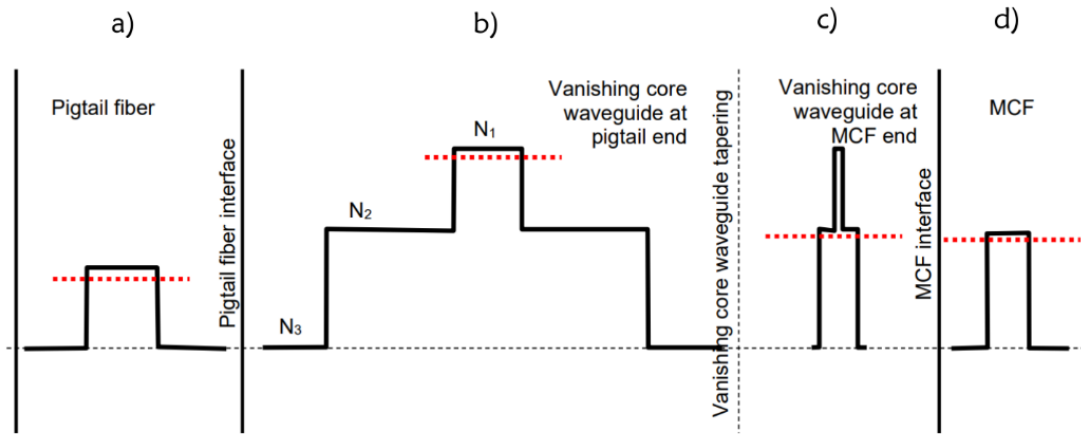 a)
b)
c)
d)
Pigtail fiber
Pigtail fiber interface
Vanishing core
waveguide at
pigtail end
N1
N2
N3
Vanishing core waveguide tapering
Vanishing core
waveguide at
MCF end
MCF interface
MCF